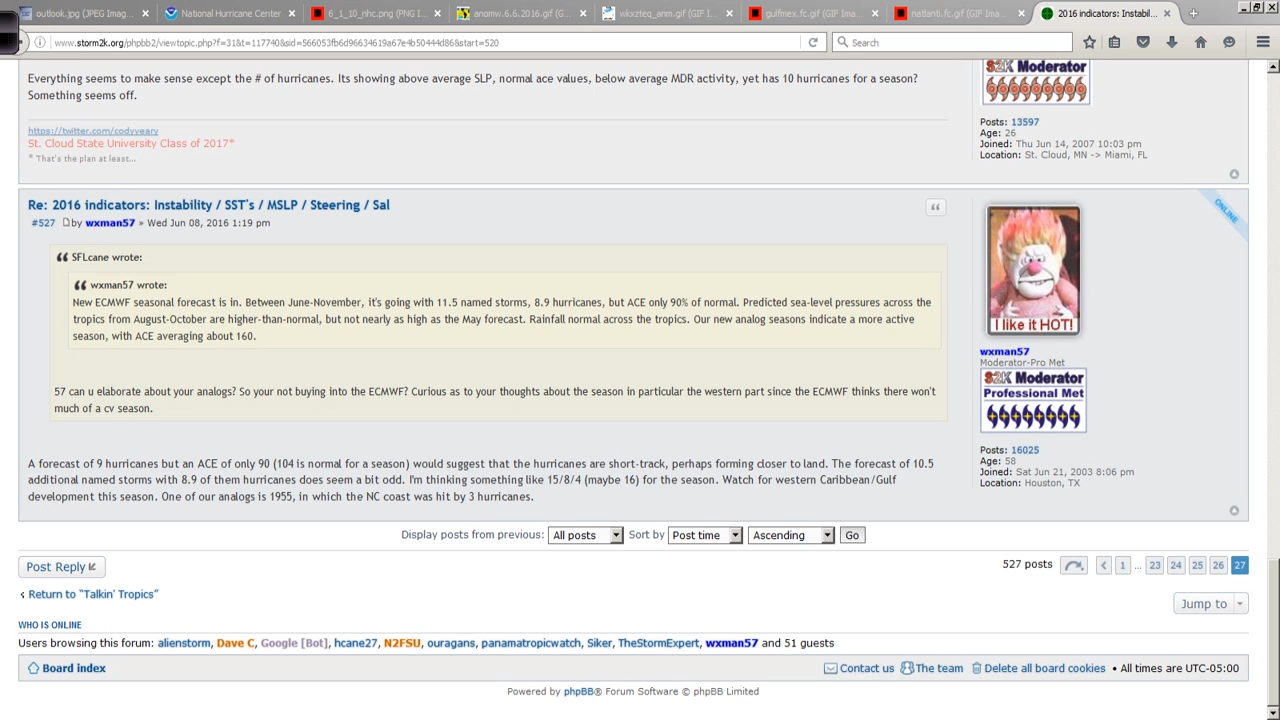 outlook.jpg (JPEG Imag...
National Hurricane Center
6_1_10_nhc.png (PNG I...
anomw.6.6.2016.gif (G...
wkxzteq_anm.gif (GIF I...
gulfmex.fc.gif (GIF Ima...
natlanti.fc.gif (GIF Ima...
2016 indicators: Instabil...
www.storm2k.org/phpbb2/viewtopic.php?f=31&t=117740&sid=566053fb6d96634619a67e4b50444d86&start=520
Search
Everything seems to make sense except the # of hurricanes. Its showing above average SLP, normal ace values, below average MDR activity, yet has 10 hurricanes for a season?
Something seems off.
https://twitter.com/codyyeary
St. Cloud State University Class of 2017*
* That's the plan at least...
S2K Moderator
Posts: 13597
Age: 26
Joined: Thu Jun 14, 2007 10:03 pm
Location: St. Cloud, MN -> Miami, FL
Re: 2016 indicators: Instability / SST's / MSLP / Steering / Sal
#527 by wxman57 » Wed Jun 08, 2016 1:19 pm
SFLcane wrote:
wxman57 wrote:
New ECMWF seasonal forecast is in. Between June-November, it's going with 11.5 named storms, 8.9 hurricanes, but ACE only 90% of normal. Predicted sea-level pressures across the
tropics from August-October are higher-than-normal, but not nearly as high as the May forecast. Rainfall normal across the tropics. Our new analog seasons indicate a more active
season, with ACE averaging about 160.
57 can u elaborate about your analogs? So your not buying into the ECMWF? Curious as to your thoughts about the season in particular the western part since the ECMWF thinks there won't
much of a cv season.
A forecast of 9 hurricanes but an ACE of only 90 (104 is normal for a season) would suggest that the hurricanes are short-track, perhaps forming closer to land. The forecast of 10.5
additional named storms with 8.9 of them hurricanes does seem a bit odd. I'm thinking something like 15/8/4 (maybe 16) for the season. Watch for western Caribbean/Gulf
development this season. One of our analogs is 1955, in which the NC coast was hit by 3 hurricanes.
ONLINE
I like it HOT!
wxman57
Moderator-Pro Met
S2K Moderator
Professional Met
Posts: 16025
Age: 58
Joined: Sat Jun 21, 2003 8:06 pm
Location: Houston, TX
Display posts from previous: All posts Sort by Post time Ascending Go
Post Reply
527 posts 1 ... 23 24 25 26 27
Return to “Talkin' Tropics”
Jump to
WHO IS ONLINE
Users browsing this forum: alienstorm, Dave C, Google [Bot], hcane27, N2FSU, ouragans, panamatropicwatch, Siker, TheStormExpert, wxman57 and 51 guests
Board index
Contact us The team Delete all board cookies • All times are UTC-05:00
Powered by phpBB® Forum Software © phpBB Limited